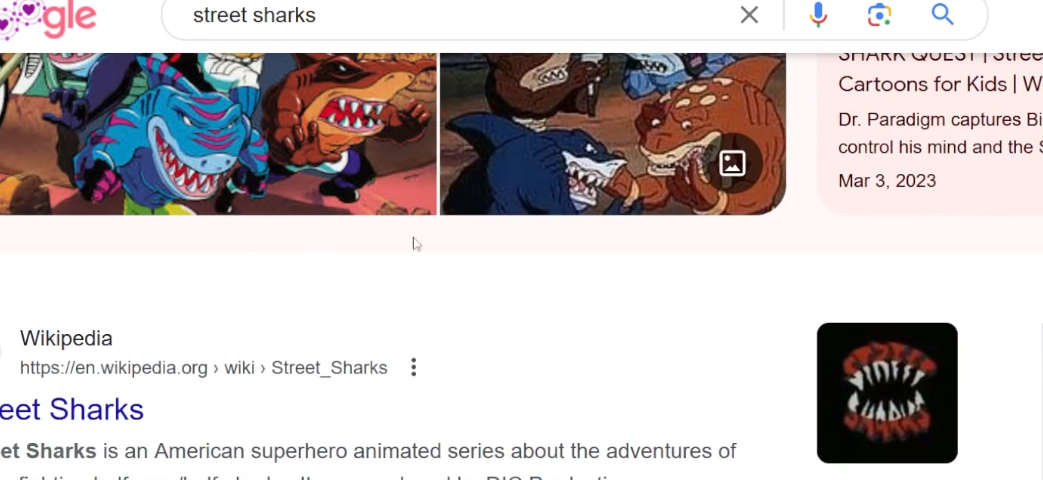 gle
street sharks
SHARK QUEST | Stree
Cartoons for Kids | W
Dr. Paradigm captures Bi
control his mind and the S
Mar 3, 2023
Wikipedia
https://en.wikipedia.org › wiki › Street_Sharks
eet Sharks
et Sharks is an American superhero animated series about the adventures of
STREET
SHARKS